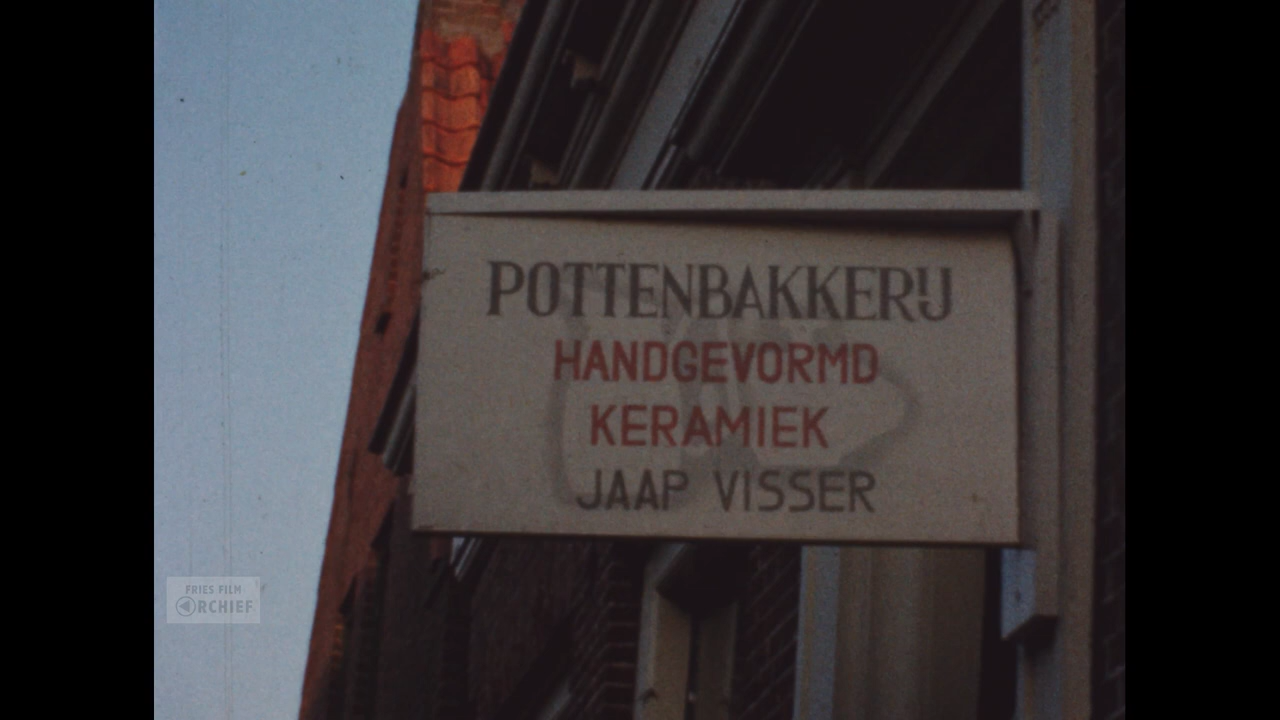 POTTENBAKKERIJ
HANDGEVORMD
KERAMIEK
JAAP VISSER
FRIES FILM
ARCHIEF